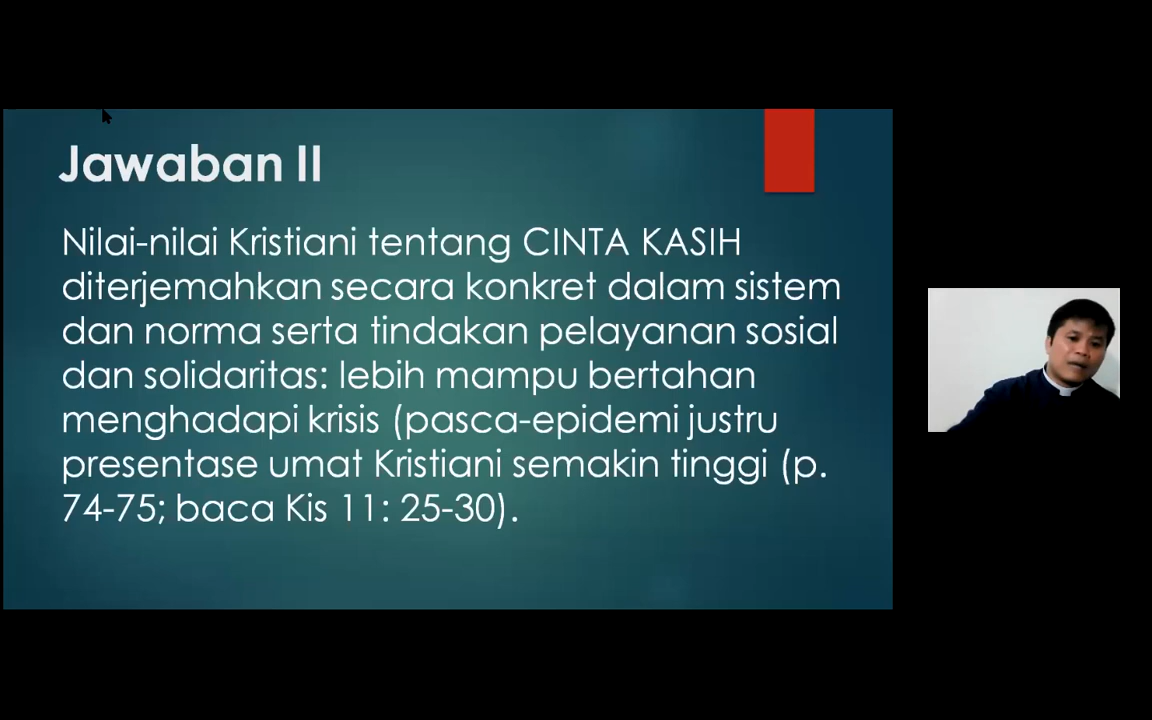 Jawaban II
Nilai-nilai Kristiani tentang CINTA KASIH
diterjemahkan secara konkret dalam sistem
dan norma serta tindakan pelayanan sosial
dan solidaritas: lebih mampu bertahan
menghadapi krisis (pasca-epidemi justru
presentase umat Kristiani semakin tinggi (p.
74-75; baca Kis 11: 25-30).